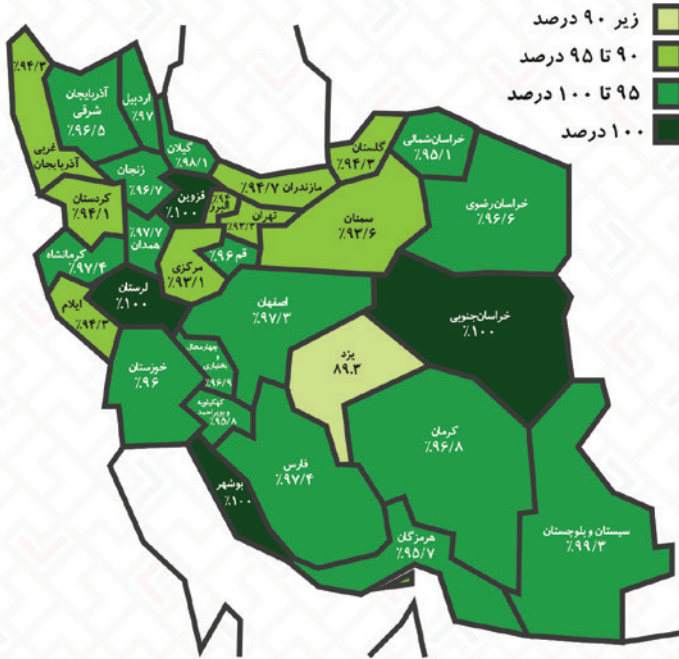 زیر ۹۰ درصد
۹۰ تا ۹۵ درصد
۹۵ تا ۱۰۰ درصد
۱۰۰ درصد
٪۹۴/۳
غربی
آذربایجان
آذربایجان
شرقی
٪۹۶/۵
اردبیل
٪۹۷
گیلان
٪۹۸/۱
زنجان
٪۹۶/۷
کردستان
٪۹۴/۱
قزوین
٪۱۰۰
٪۹۴
البرز
مازندران ٪۹۴/۷
گلستان
٪۹۴/۳
خراسان‌شمالی
٪۹۵/۱
خراسان‌رضوی
٪۹۶/۶
تهران
٪۹۳/۳
سمنان
٪۹۳/۶
کرمانشاه
٪۹۷/۴
٪۹۷/۷
همدان
مرکزی
٪۹۳/۱
قم ٪۹۶
ایلام
٪۹۴/۳
لرستان
٪۱۰۰
اصفهان
٪۹۷/۳
خراسان‌جنوبی
٪۱۰۰
خوزستان
٪۹۶
چهارمحال
و
بختیاری
٪۹۶/۹
یزد
۸۹.۳
کهگیلویه
و بویراحمد
٪۹۵/۸
کرمان
٪۹۶/۸
بوشهر
٪۱۰۰
فارس
٪۹۷/۴
هرمزگان
٪۹۵/۷
سیستان و بلوچستان
٪۹۹/۳